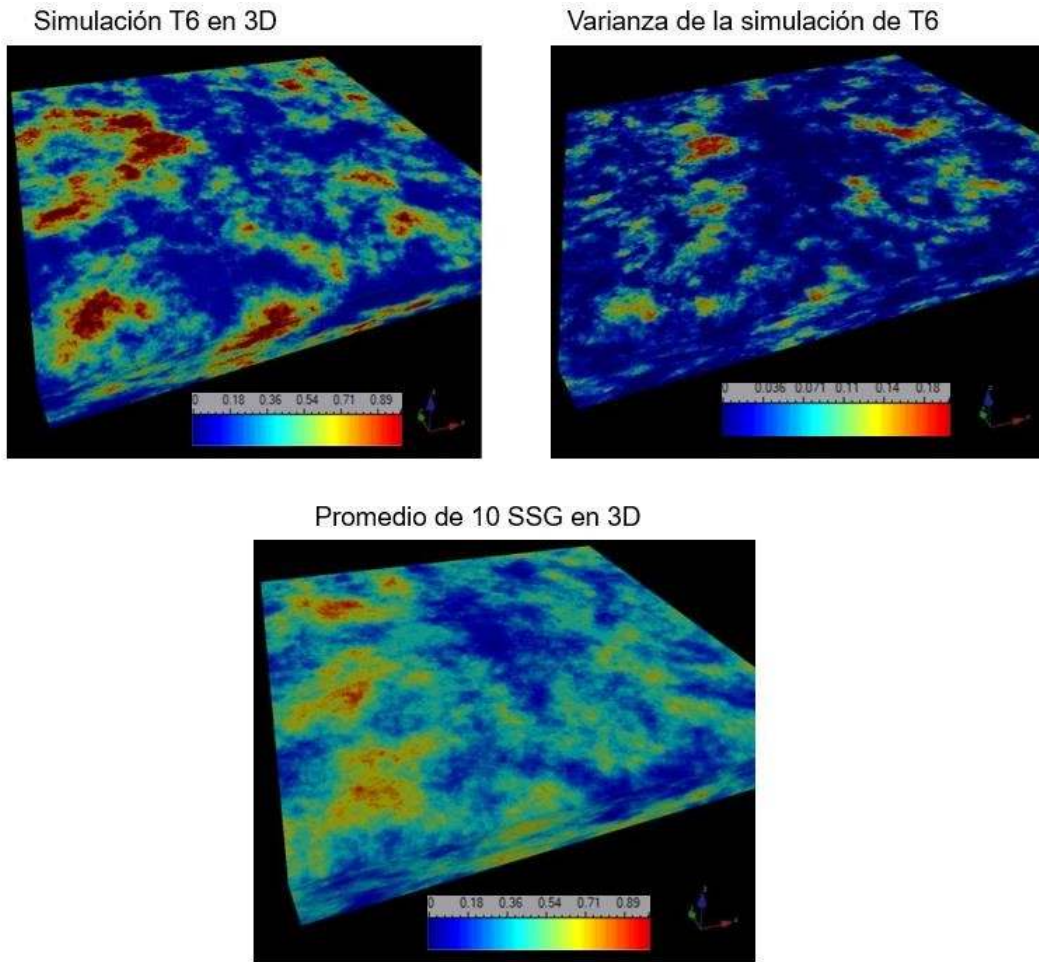 Simulación T6 en 3D
Varianza de la simulación de T6
0 0.18 0.36 0.54 0.71 0.89
0 0.036 0.071 0.11 0.14 0.18
Promedio de 10 SSG en 3D
0 0.18 0.36 0.54 0.71 0.89